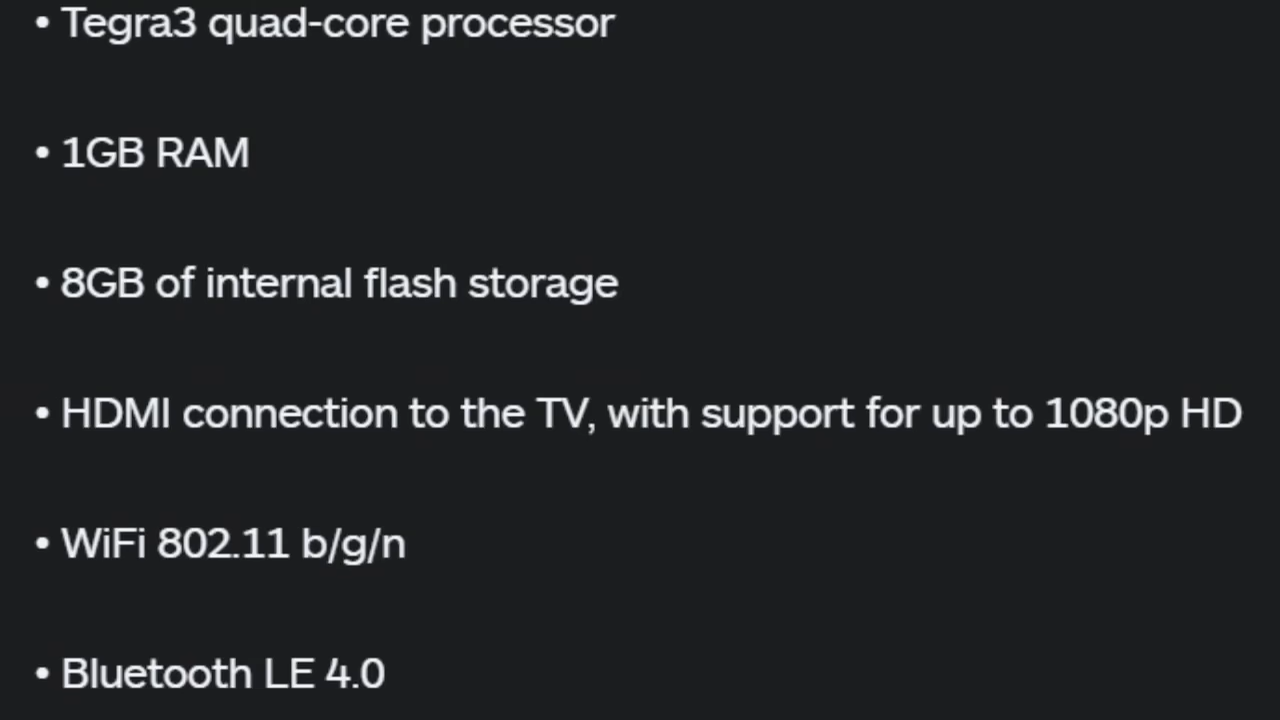 • Tegra3 quad-core processor
• 1GB RAM
• 8GB of internal flash storage
• HDMI connection to the TV, with support for up to 1080p HD
• WiFi 802.11 b/g/n
• Bluetooth LE 4.0